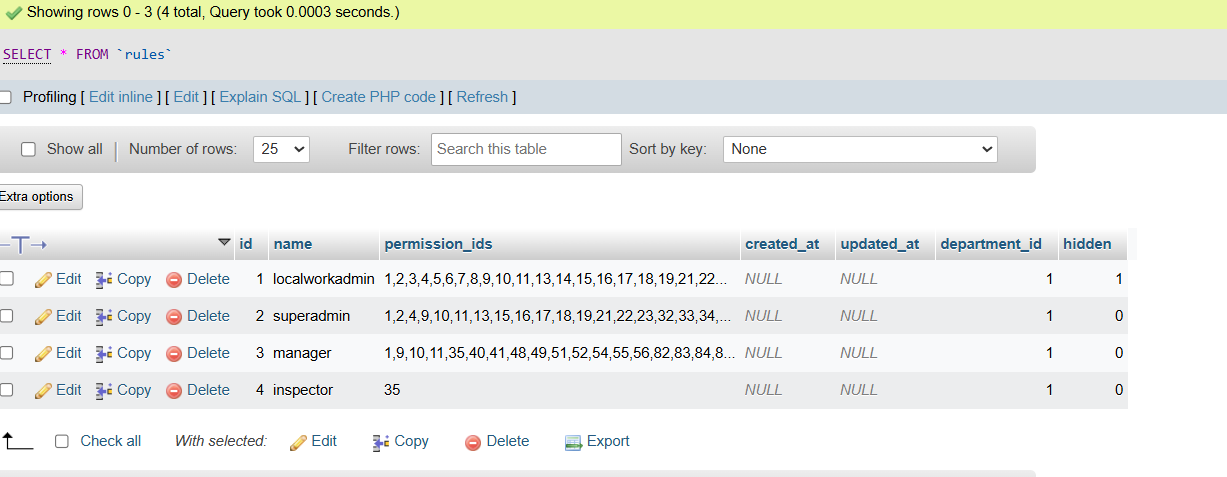 Showing rows 0 - 3 (4 total, Query took 0.0003 seconds.)
SELECT * FROM `rules`
Profiling [ Edit inline ] [ Edit ] [ Explain SQL ] [ Create PHP code ] [ Refresh ]
Show all | Number of rows: 25 Filter rows: Search this table Sort by key: None
Extra options
id name permission_ids created_at updated_at department_id hidden
Edit Copy Delete 1 localworkadmin 1,2,3,4,5,6,7,8,9,10,11,13,14,15,16,17,18,19,21,22... NULL NULL 1 1
Edit Copy Delete 2 superadmin 1,2,4,9,10,11,13,15,16,17,18,19,21,22,23,32,33,34,... NULL NULL 1 0
Edit Copy Delete 3 manager 1,9,10,11,35,40,41,48,49,51,52,54,55,56,82,83,84,8... NULL NULL 1 0
Edit Copy Delete 4 inspector 35 NULL NULL 1 0
Check all With selected: Edit Copy Delete Export